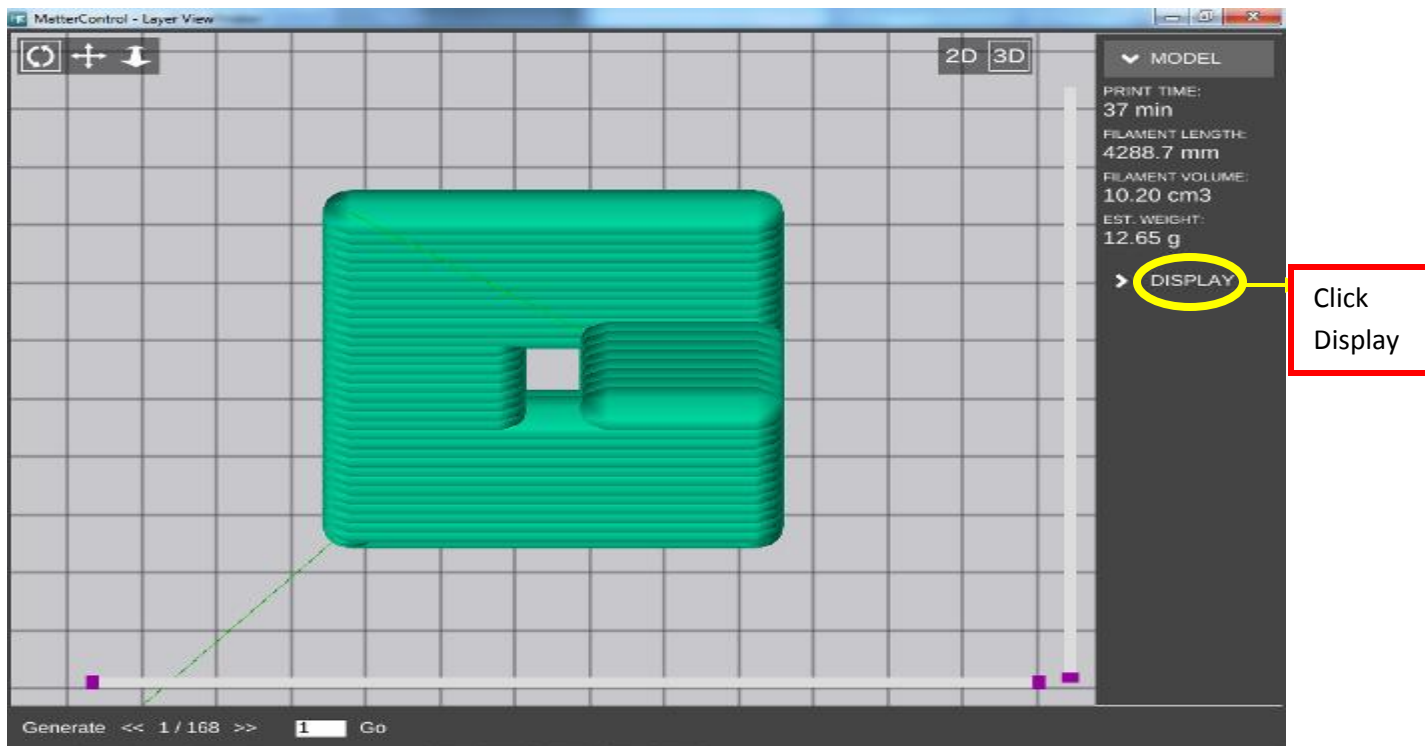 MatterControl - Layer View
2D 3D
MODEL
PRINT TIME:
37 min
FILAMENT LENGTH:
4288.7 mm
FILAMENT VOLUME:
10.20 cm3
EST. WEIGHT:
12.65 g
DISPLAY
Click
Display
Generate << 1 / 168 >> 1 Go